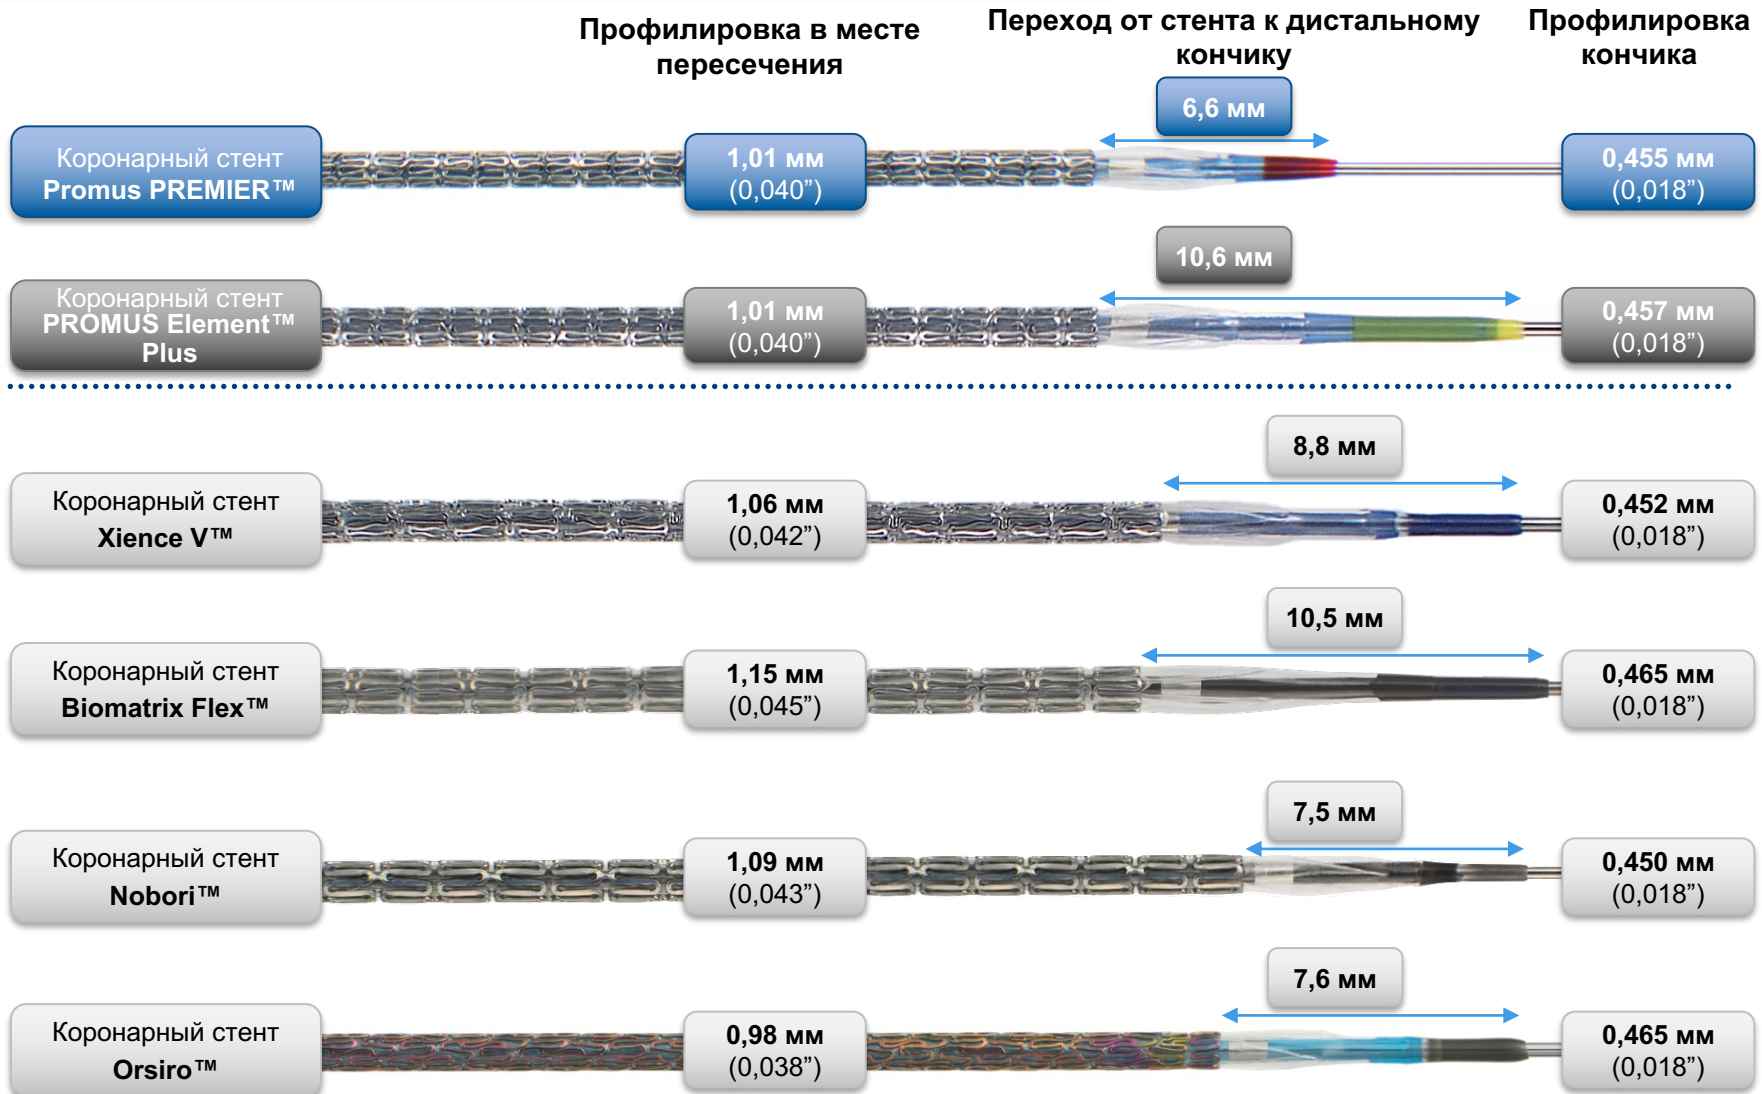 Профилировка в месте
пересечения
Переход от стента к дистальному
кончику
Профилировка
кончика
6,6 мм
Коронарный стент
Promus PREMIER™
1,01 мм
(0,040”)
0,455 мм
(0,018”)
10,6 мм
Коронарный стент
PROMUS Element™
Plus
1,01 мм
(0,040”)
0,457 мм
(0,018”)
8,8 мм
Коронарный стент
Xience V™
1,06 мм
(0,042”)
0,452 мм
(0,018”)
10,5 мм
Коронарный стент
Biomatrix Flex™
1,15 мм
(0,045”)
0,465 мм
(0,018”)
7,5 мм
Коронарный стент
Nobori™
1,09 мм
(0,043”)
0,450 мм
(0,018”)
7,6 мм
Коронарный стент
Orsiro™
0,98 мм
(0,038”)
0,465 мм
(0,018”)